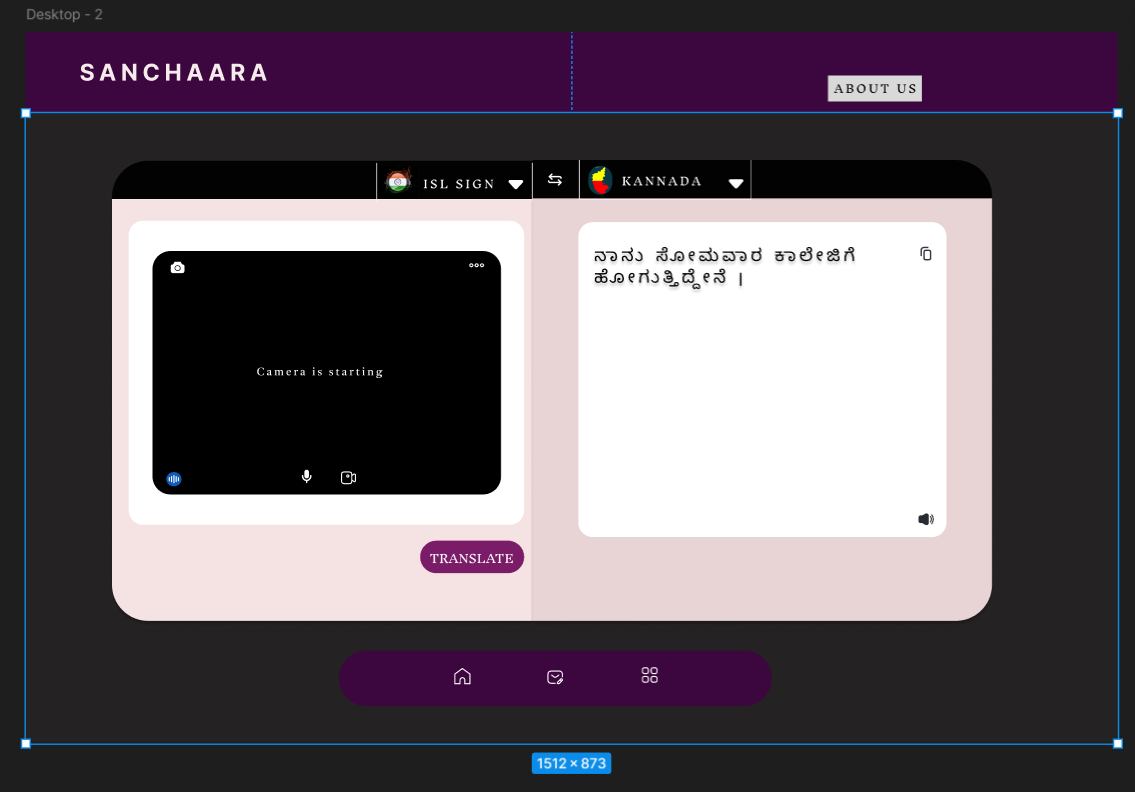 Desktop - 2
SANCHAARA
ABOUT US
ISL SIGN
KANNADA
ನಾನು ಸೋಮವಾರ ಕಾಲೇಜಿಗೆ
ಹೋಗುತ್ತಿದ್ದೇನೆ |
Camera is starting
TRANSLATE
1512 × 873